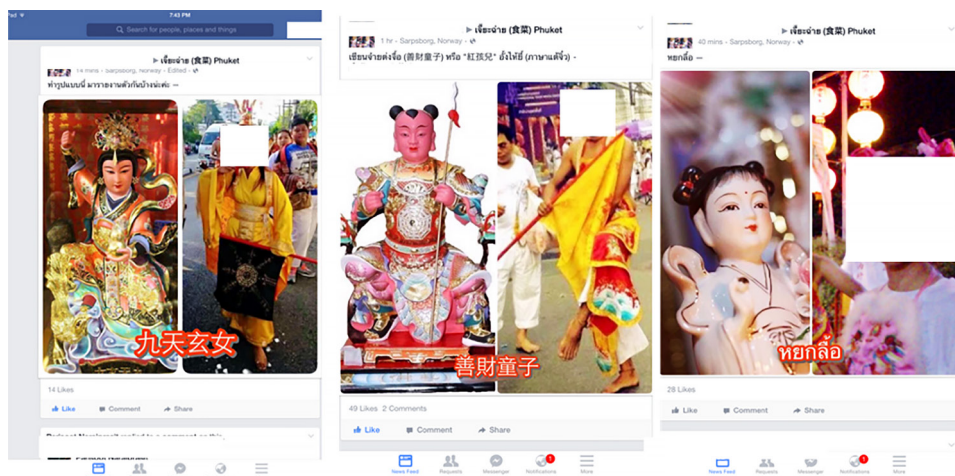 7:43 PM
Search for people, places and things
▸ เจี๊ยะฉ่าย (食菜) Phuket
14 mins · Sarpsborg, Norway · Edited ·
ทำรูปแบบนี้ มารายงานตัวกันบ้างน่ะค่ะ
九天玄女
14 Likes
Like Comment Share
▸ เจี๊ยะฉ่าย (食菜) Phuket
1 hr · Sarpsborg, Norway ·
เซียนจ๋ายต่งจื้อ (善財童子) หรือ "紅孩兒" อั้งไห้ยี้ (ภาษาแต้จิ๋ว) -
善財童子
49 Likes 2 Comments
Like Comment Share
News Feed Requests Messenger Notifications More
1
▸ เจี๊ยะฉ่าย (食菜) Phuket
40 mins · Sarpsborg, Norway ·
หยกลื่อ
หยกลื่อ
28 Likes
Like Comment Share
News Feed Requests Messenger Notifications More
1